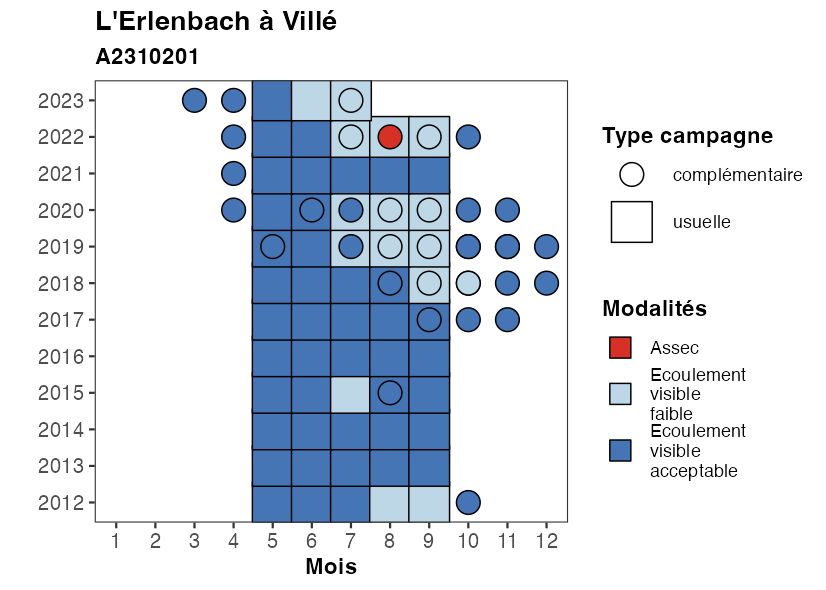 L'Erlenbach à Villé
A2310201
2023
2022
2021
2020
2019
2018
2017
2016
2015
2014
2013
2012
1 2 3 4 5 6 7 8 9 10 11 12
Mois
Type campagne
complémentaire
usuelle
Modalités
Assec
Ecoulement
visible
faible
Ecoulement
visible
acceptable